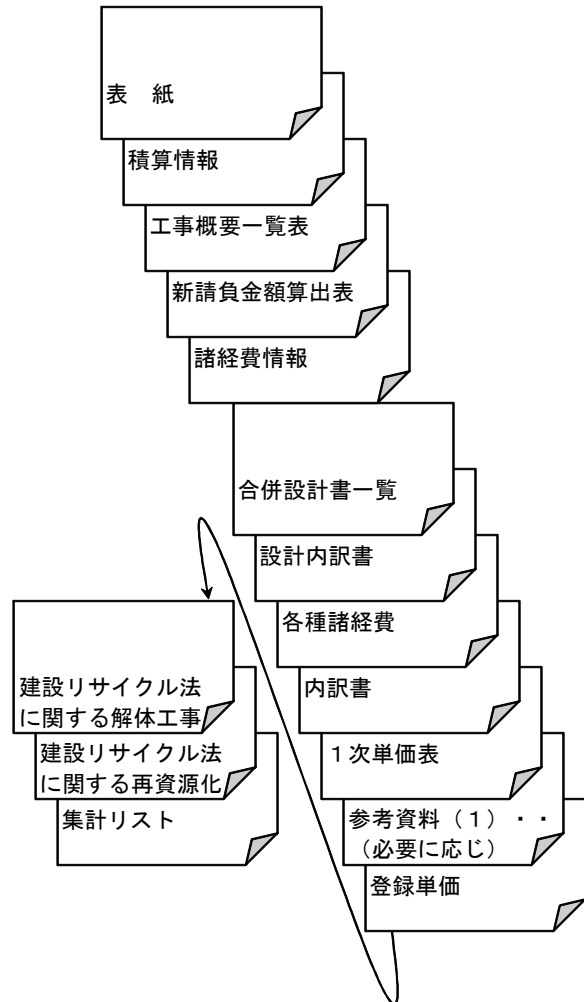 表　紙
積算情報
工事概要一覧表
新請負金額算出表
諸経費情報
合併設計書一覧
設計内訳書
各種諸経費
内訳書
１次単価表
参考資料（１）・・
（必要に応じ）
登録単価
建設リサイクル法
に関する解体工事
建設リサイクル法
に関する再資源化
集計リスト